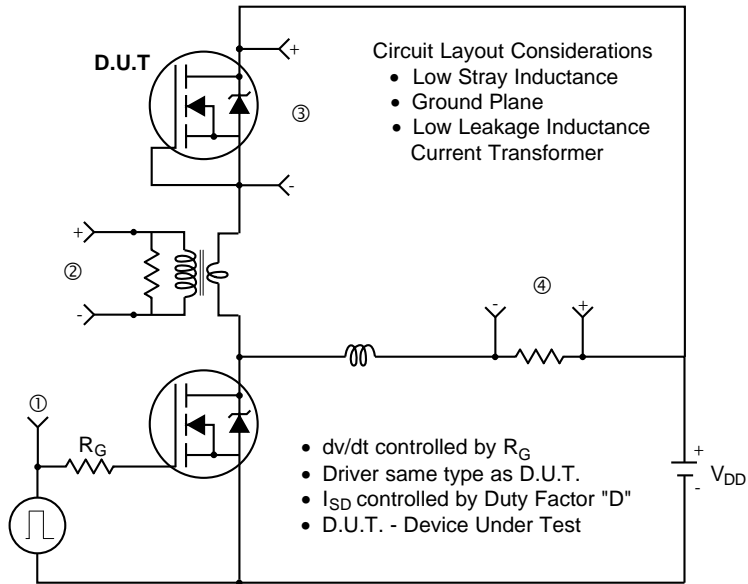 D.U.T
+
③
-
Circuit Layout Considerations
• Low Stray Inductance
• Ground Plane
• Low Leakage Inductance
Current Transformer
+
②
-
④
-
+
①
RG
• dv/dt controlled by RG
• Driver same type as D.U.T.
• ISD controlled by Duty Factor "D"
• D.U.T. - Device Under Test
+
VDD
-